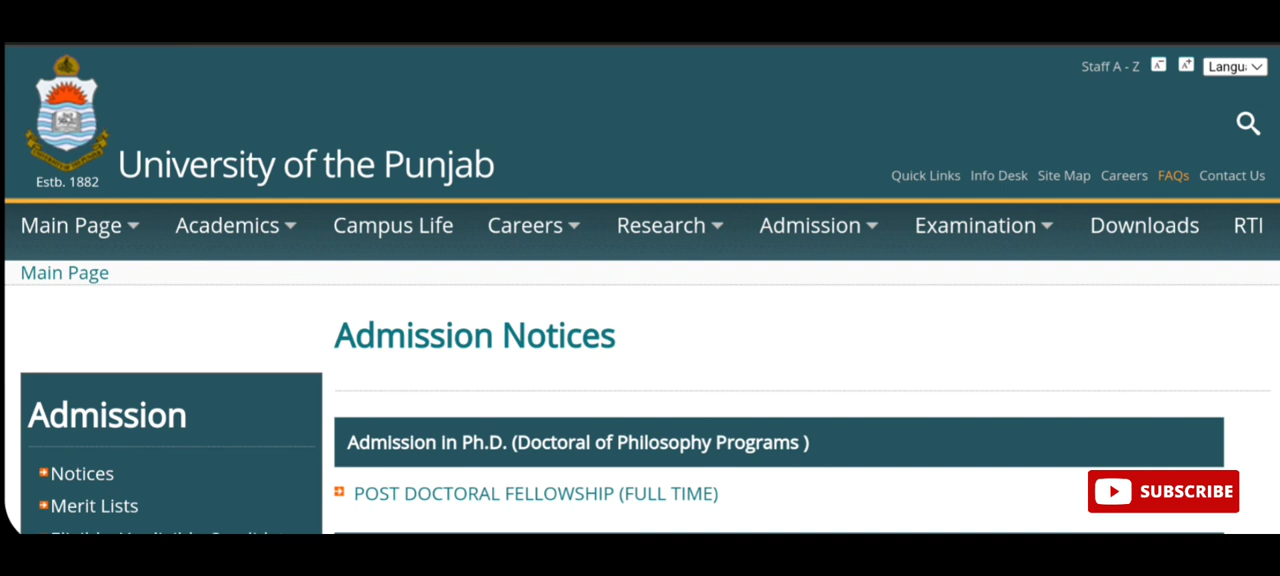 Staff A - Z A- A+ Langu
University of the Punjab
Estb. 1882
Quick Links Info Desk Site Map Careers FAQs Contact Us
Main Page Academics Campus Life Careers Research Admission Examination Downloads RTI
Main Page
Admission Notices
Admission
Notices
Merit Lists
Admission in Ph.D. (Doctoral of Philosophy Programs )
POST DOCTORAL FELLOWSHIP (FULL TIME)
SUBSCRIBE